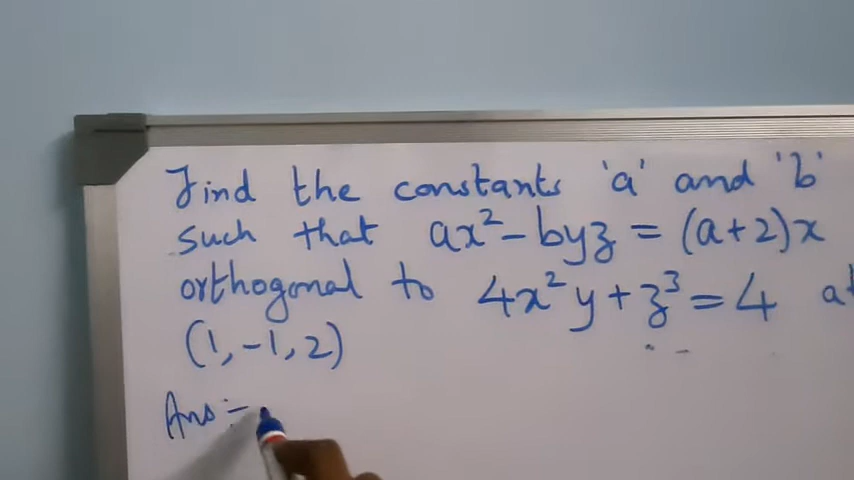 Find the constants 'a' and 'b'
such that ax² - byz = (a+2)x
orthogonal to 4x²y + z³ = 4
(1, -1, 2)
Ans :-